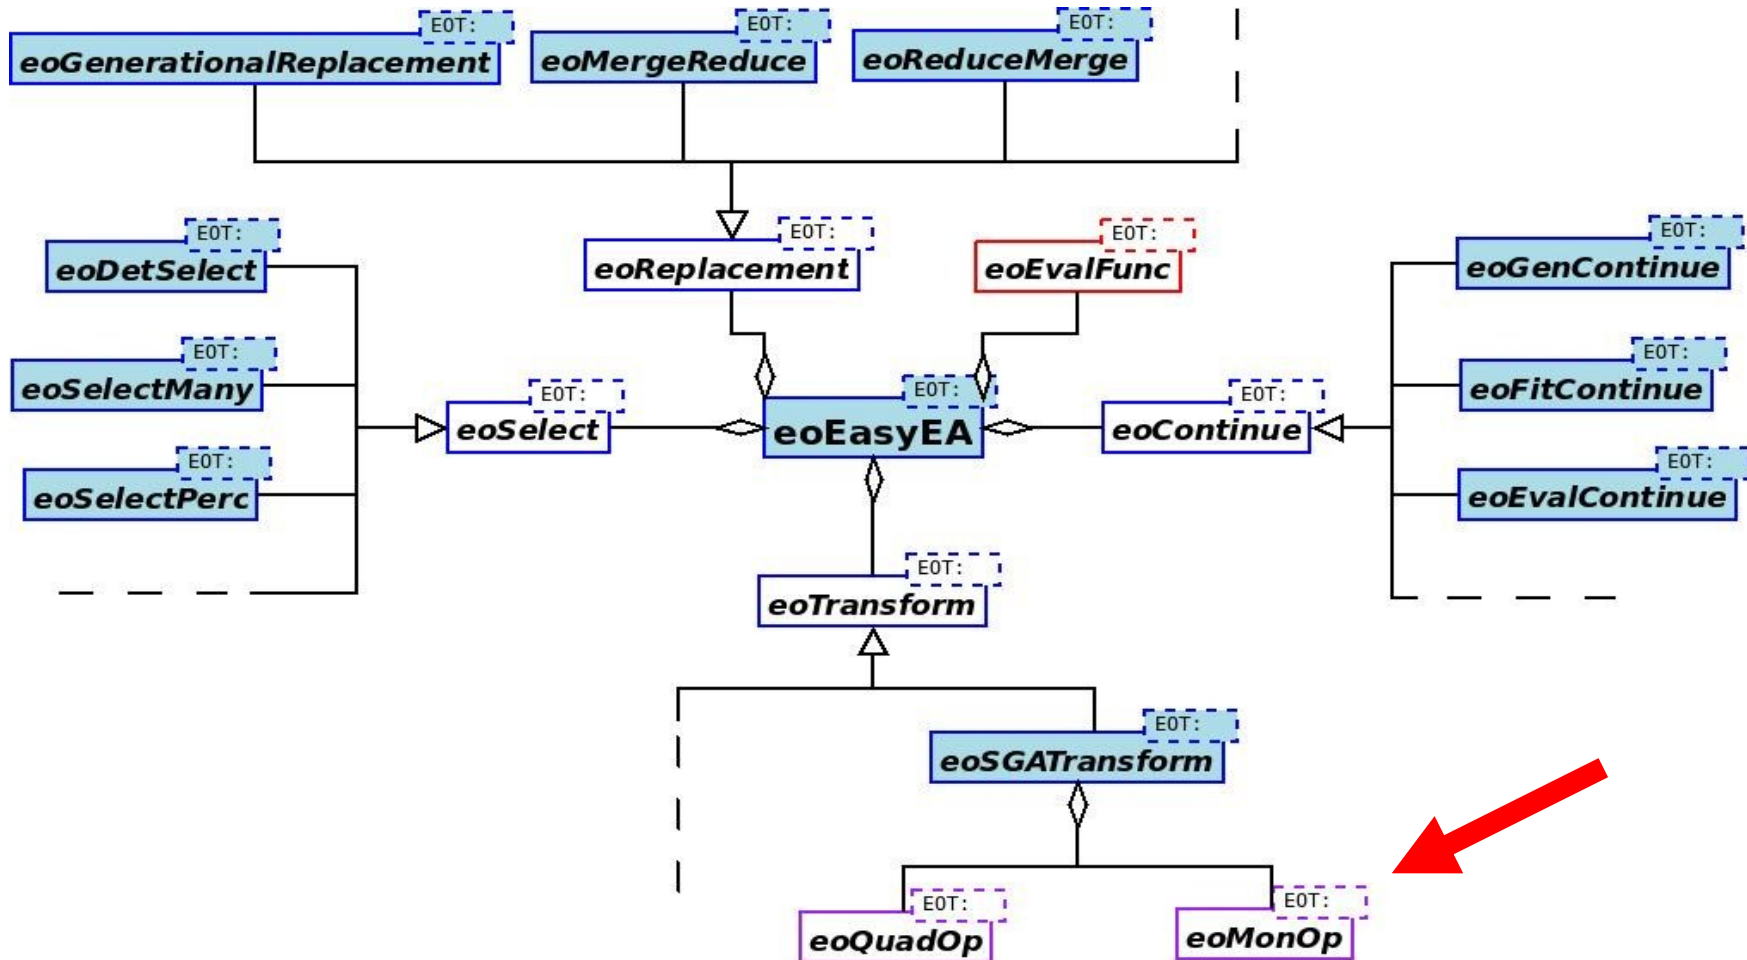 EOT:
eoGenerationalReplacement
EOT:
eoMergeReduce
EOT:
eoReduceMerge
EOT:
eoDetSelect
EOT:
eoReplacement
EOT:
eoEvalFunc
EOT:
eoGenContinue
EOT:
eoSelectMany
EOT:
eoSelect
EOT:
eoEasyEA
EOT:
eoContinue
EOT:
eoFitContinue
EOT:
eoSelectPerc
EOT:
eoEvalContinue
EOT:
eoTransform
EOT:
eoSGATransform
EOT:
eoQuadOp
EOT:
eoMonOp